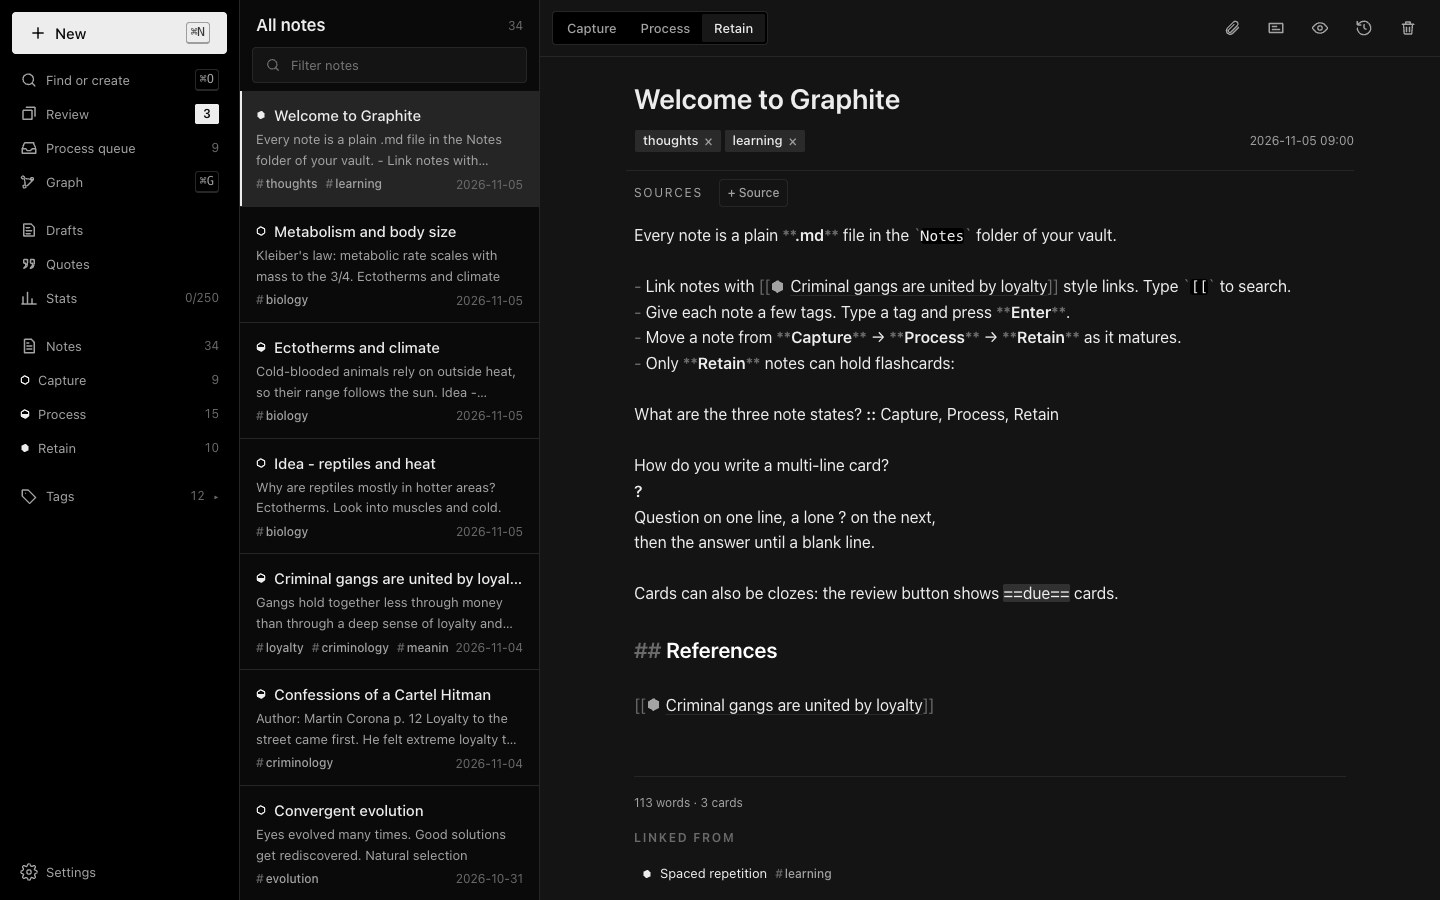 New ⌘N
Find or create ⌘O
Review 3
Process queue 9
Graph ⌘G
Drafts
Quotes
Stats 0/250
Notes 34
Capture 9
Process 15
Retain 10
Tags 12
Settings
All notes 34
Filter notes
Welcome to Graphite
Every note is a plain .md file in the Notes
folder of your vault. - Link notes with...
#thoughts #learning 2026-11-05
Metabolism and body size
Kleiber's law: metabolic rate scales with
mass to the 3/4. Ectotherms and climate
#biology 2026-11-05
Ectotherms and climate
Cold-blooded animals rely on outside heat,
so their range follows the sun. Idea -...
#biology 2026-11-05
Idea - reptiles and heat
Why are reptiles mostly in hotter areas?
Ectotherms. Look into muscles and cold.
#biology 2026-11-05
Criminal gangs are united by loyal...
Gangs hold together less through money
than through a deep sense of loyalty and...
#loyalty #criminology #meanin 2026-11-04
Confessions of a Cartel Hitman
Author: Martin Corona p. 12 Loyalty to the
street came first. He felt extreme loyalty t...
#criminology 2026-11-04
Convergent evolution
Eyes evolved many times. Good solutions
get rediscovered. Natural selection
#evolution 2026-10-31
Capture Process Retain
Welcome to Graphite
thoughts × learning × 2026-11-05 09:00
SOURCES + Source
Every note is a plain **.md** file in the `Notes` folder of your vault.
- Link notes with [[Criminal gangs are united by loyalty]] style links. Type `[[` to search.
- Give each note a few tags. Type a tag and press **Enter**.
- Move a note from **Capture** → **Process** → **Retain** as it matures.
- Only **Retain** notes can hold flashcards:
What are the three note states? :: Capture, Process, Retain
How do you write a multi-line card?
?
Question on one line, a lone ? on the next,
then the answer until a blank line.
Cards can also be clozes: the review button shows ==due== cards.
## References
[[Criminal gangs are united by loyalty]]
113 words · 3 cards
LINKED FROM
Spaced repetition #learning